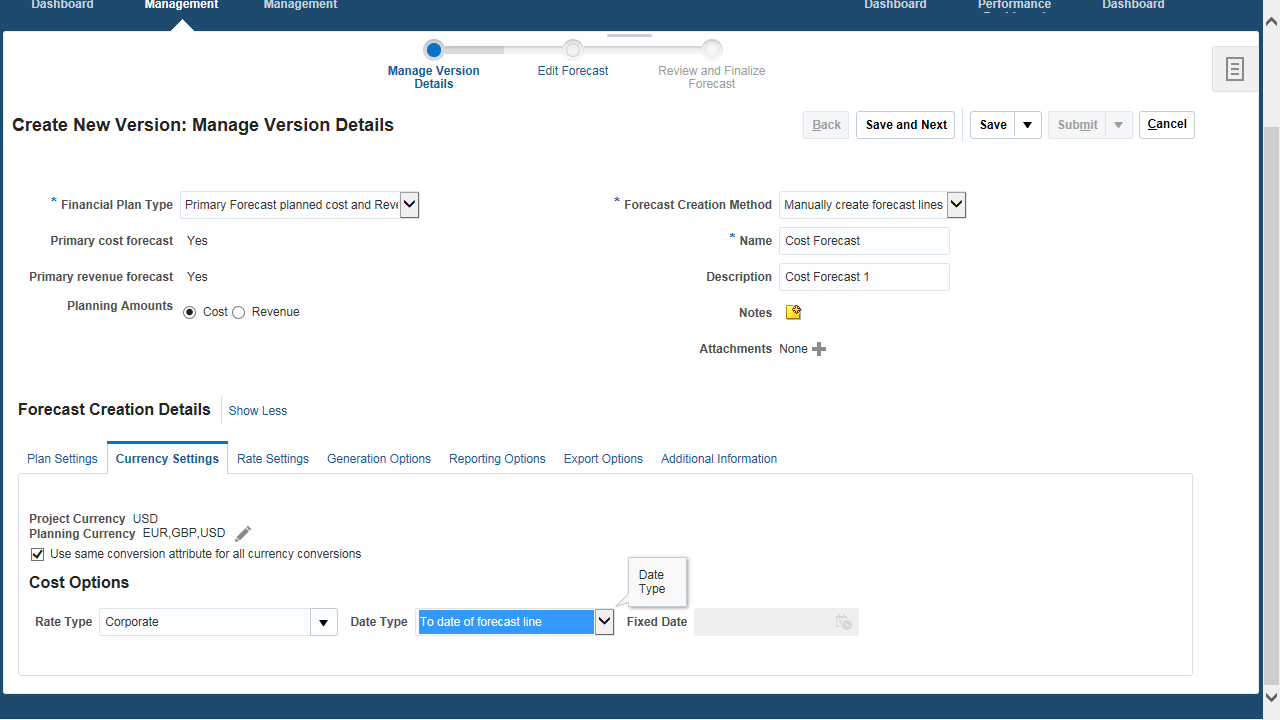 Dashboard Management Management Dashboard Performance Dashboard
Manage Version
Details
Edit Forecast
Review and Finalize
Forecast
Create New Version: Manage Version Details
Back Save and Next Save Submit Cancel
* Financial Plan Type Primary Forecast planned cost and Reve
* Forecast Creation Method Manually create forecast lines
Primary cost forecast Yes
* Name Cost Forecast
Primary revenue forecast Yes
Description Cost Forecast 1
Planning Amounts Cost Revenue
Notes
Attachments None
Forecast Creation Details Show Less
Plan Settings Currency Settings Rate Settings Generation Options Reporting Options Export Options Additional Information
Project Currency USD
Planning Currency EUR,GBP,USD
Use same conversion attribute for all currency conversions
Cost Options
Date
Type
Rate Type Corporate Date Type To date of forecast line Fixed Date